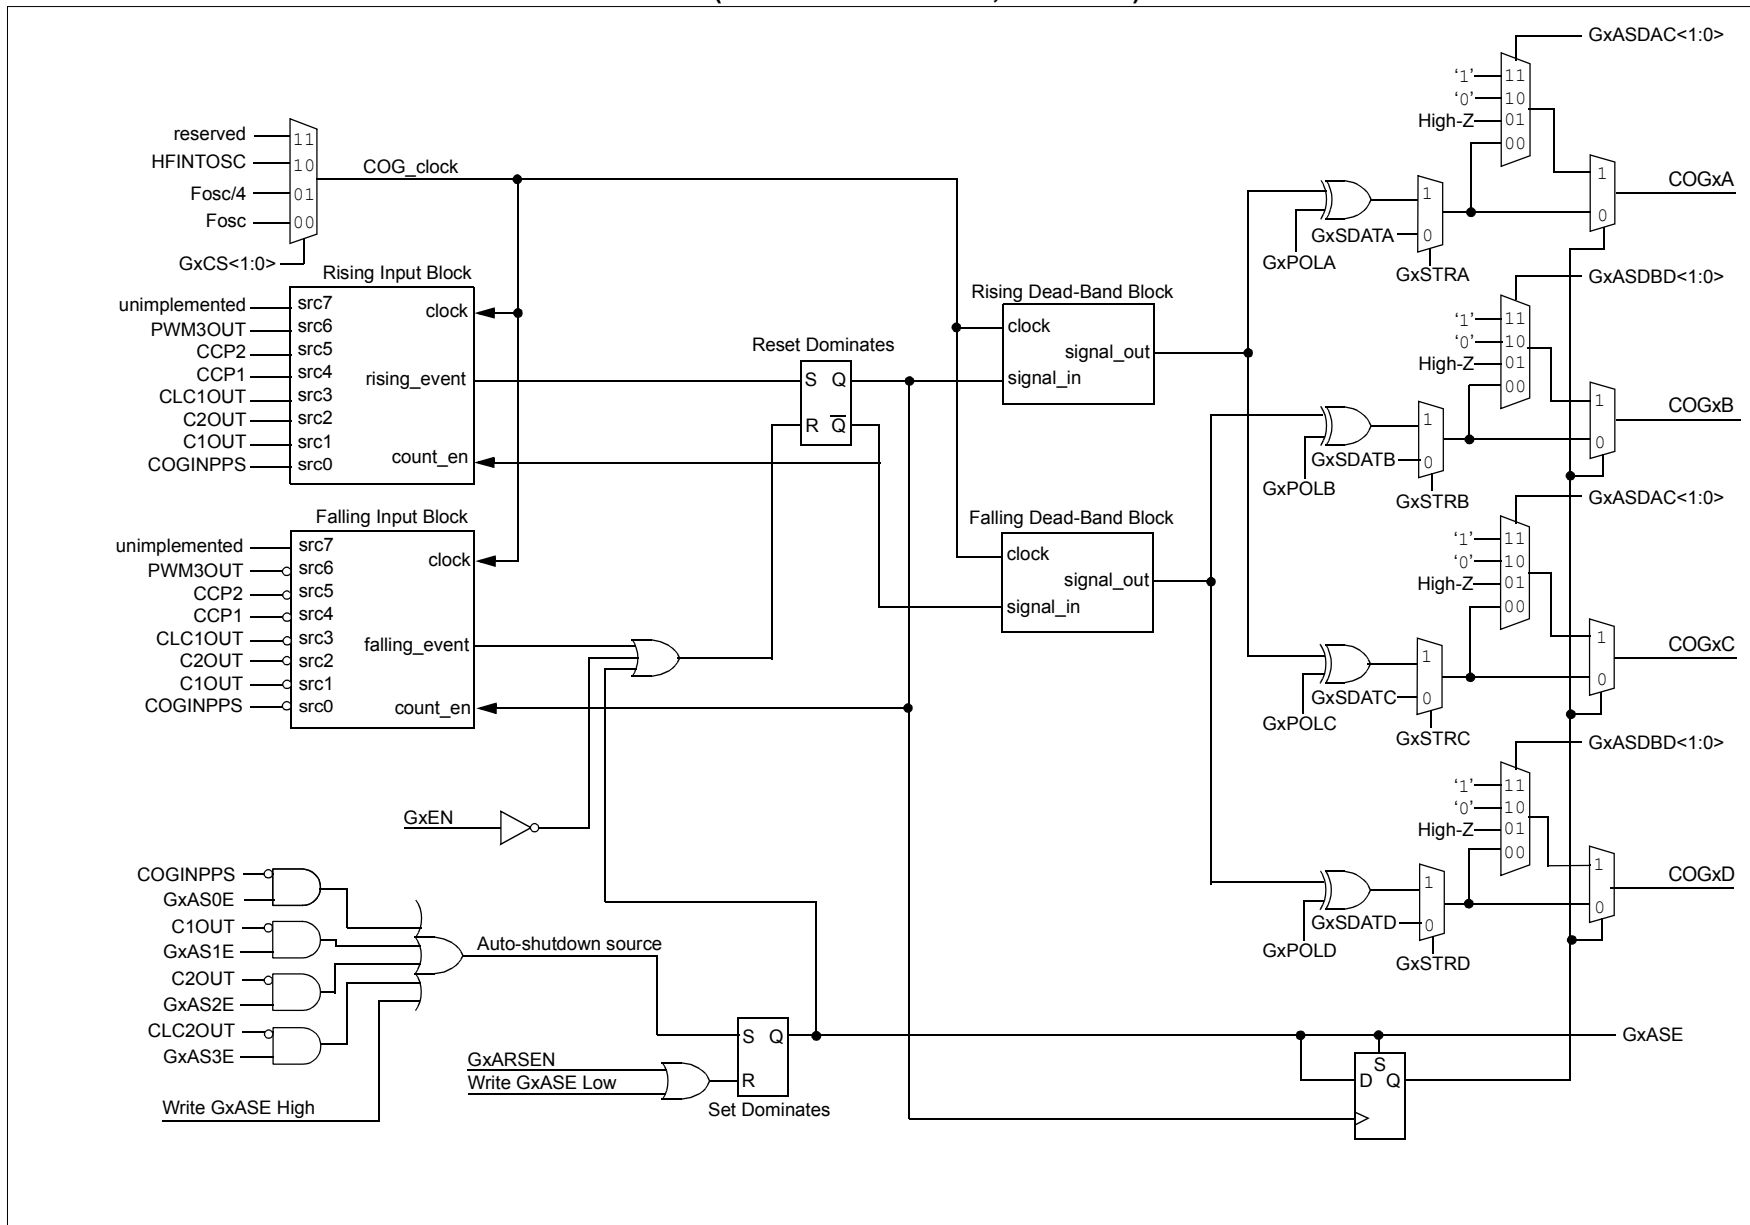 GxASDAC<1:0>
'1'
11
'0'
10
High-Z
01
00
reserved
11
HFINTOSC
10
Fosc/4
01
Fosc
00
GxCS<1:0>
COG_clock
1
COGxA
0
1
GxSDATA
0
GxPOLA
GxSTRA
Rising Input Block
unimplemented
src7
clock
PWM3OUT
src6
CCP2
src5
CCP1
src4
rising_event
CLC1OUT
src3
C2OUT
src2
C1OUT
src1
COGINPPS
src0
count_en
Reset Dominates
S Q
R Q
Rising Dead-Band Block
clock
signal_out
signal_in
GxASDBD<1:0>
'1'
11
'0'
10
High-Z
01
00
1
COGxB
0
1
GxSDATB
0
GxPOLB
GxSTRB
Falling Input Block
unimplemented
src7
clock
PWM3OUT
src6
CCP2
src5
CCP1
src4
CLC1OUT
src3
falling_event
C2OUT
src2
C1OUT
src1
COGINPPS
src0
count_en
Falling Dead-Band Block
clock
signal_out
signal_in
GxASDAC<1:0>
'1'
11
'0'
10
High-Z
01
00
1
COGxC
0
1
GxSDATC
0
GxPOLC
GxSTRC
GxEN
GxASDBD<1:0>
'1'
11
'0'
10
High-Z
01
00
1
COGxD
0
1
GxSDATD
0
GxPOLD
GxSTRD
COGINPPS
GxAS0E
C1OUT
GxAS1E
C2OUT
GxAS2E
CLC2OUT
GxAS3E
Auto-shutdown source
Write GxASE High
GxARSEN
Write GxASE Low
S Q
R
Set Dominates
GxASE
S
D Q